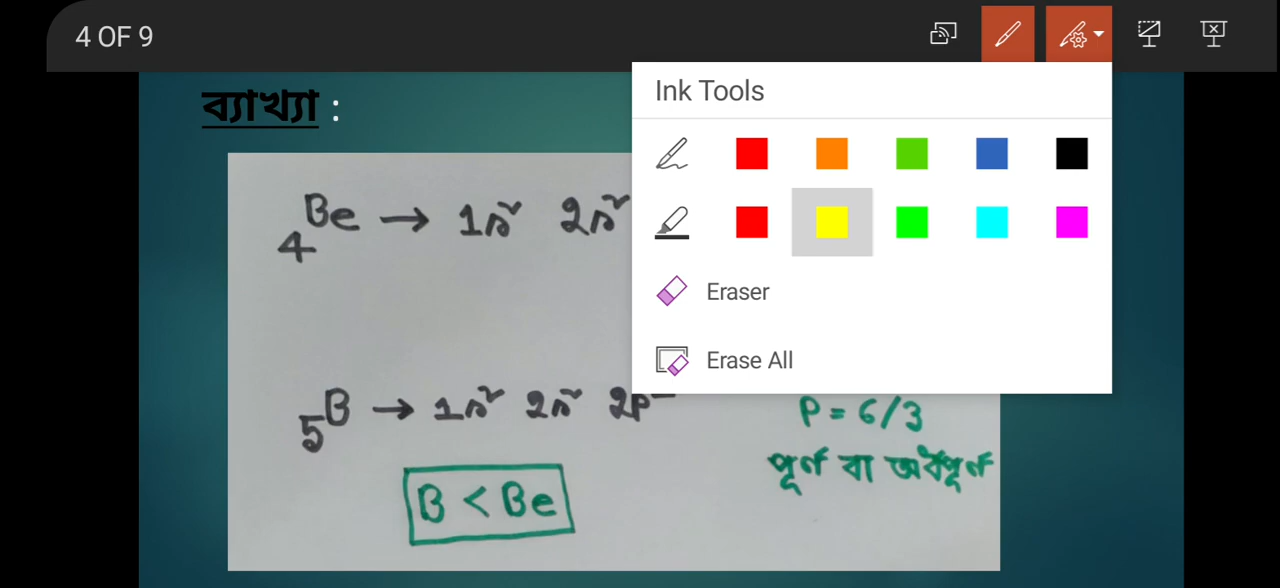 4 OF 9
Ink Tools
ব্যাখ্যা :
₄Be → 1s² 2s²
Eraser
Erase All
₅B → 1s² 2s² 2p
P = 6/3
পূর্ণ বা অর্ধপূর্ণ
B < Be